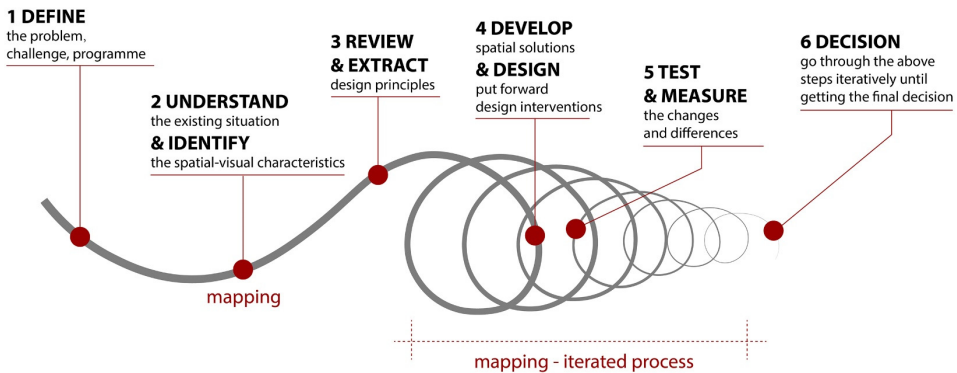 1 DEFINE
the problem,
challenge, programme
2 UNDERSTAND
the existing situation
& IDENTIFY
the spatial-visual characteristics
mapping
3 REVIEW
& EXTRACT
design principles
4 DEVELOP
spatial solutions
& DESIGN
put forward
design interventions
5 TEST
& MEASURE
the changes
and differences
6 DECISION
go through the above
steps iteratively until
getting the final decision
mapping - iterated process